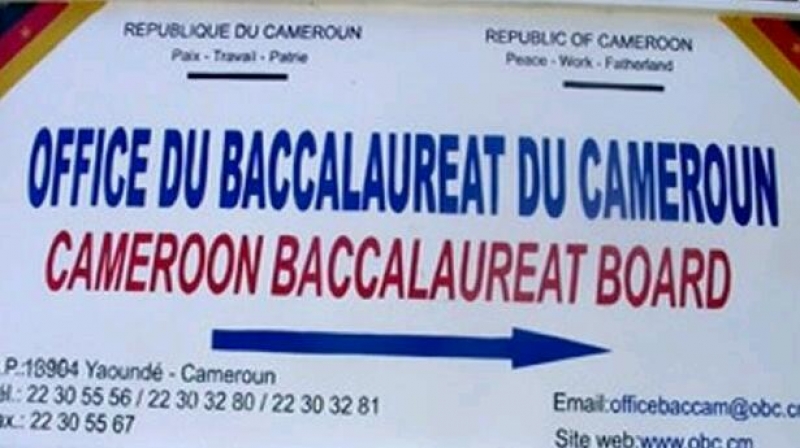 REPUBLIQUE DU CAMEROUN
Paix - Travail - Patrie
REPUBLIC OF CAMEROON
Peace - Work - Fatherland
OFFICE DU BACCALAUREAT DU CAMEROUN
CAMEROON BACCALAUREAT BOARD
.P.:18904 Yaoundé - Cameroun
él.: 22 30 55 56 / 22 30 32 80 / 22 30 32 81
ax.: 22 30 55 67
Email:officebaccam@obc.cm
Site web:www.obc.cm